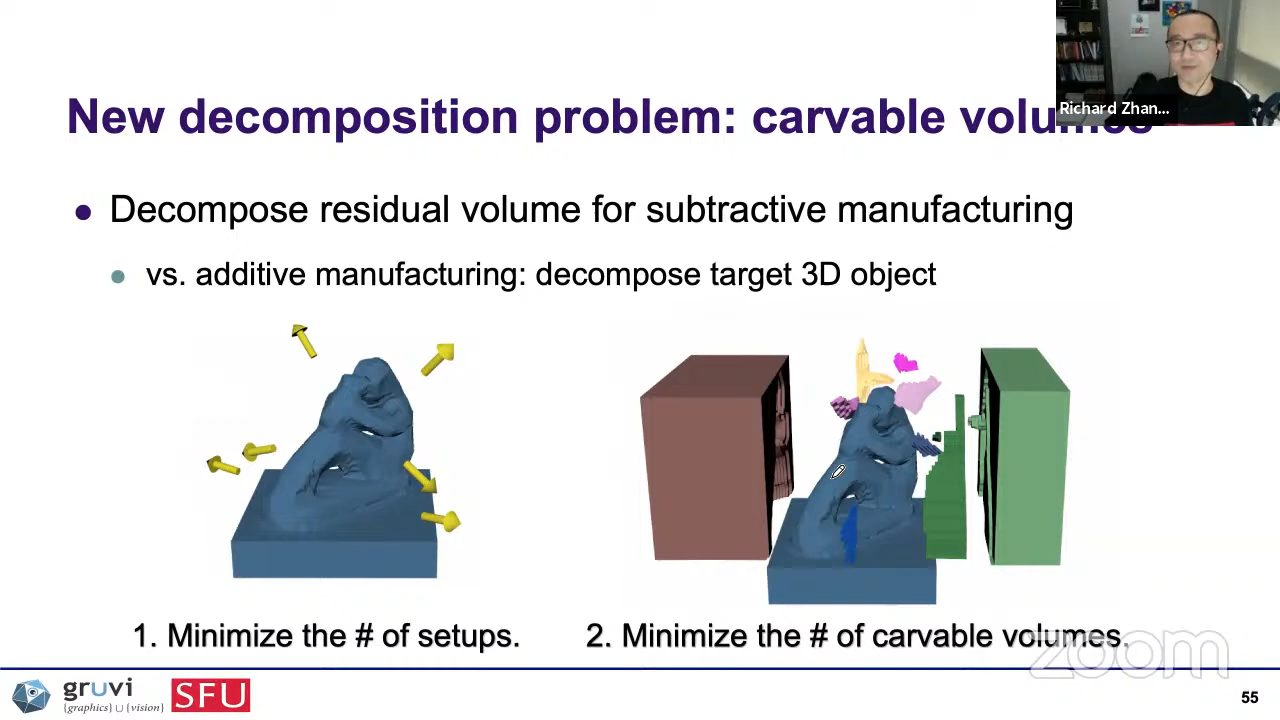 New decomposition problem: carvable volumes
Richard Zhan...
Decompose residual volume for subtractive manufacturing
vs. additive manufacturing: decompose target 3D object
1. Minimize the # of setups.
2. Minimize the # of carvable volumes.
zoom
gruvi
{graphics} ∪ {vision}
SFU
55